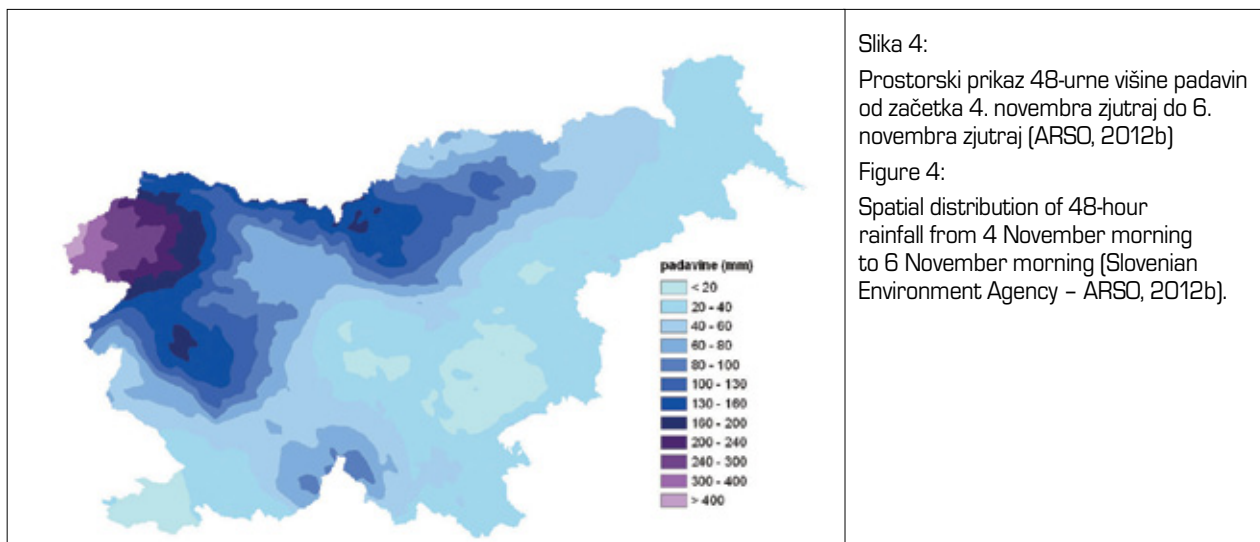 padavine (mm)
< 20
20 - 40
40 - 60
60 - 80
80 - 100
100 - 130
130 - 160
160 - 200
200 - 240
240 - 300
300 - 400
> 400
Slika 4:
Prostorski prikaz 48-urne višine padavin
od začetka 4. novembra zjutraj do 6.
novembra zjutraj (ARSO, 2012b)
Figure 4:
Spatial distribution of 48-hour
rainfall from 4 November morning
to 6 November morning (Slovenian
Environment Agency – ARSO, 2012b).